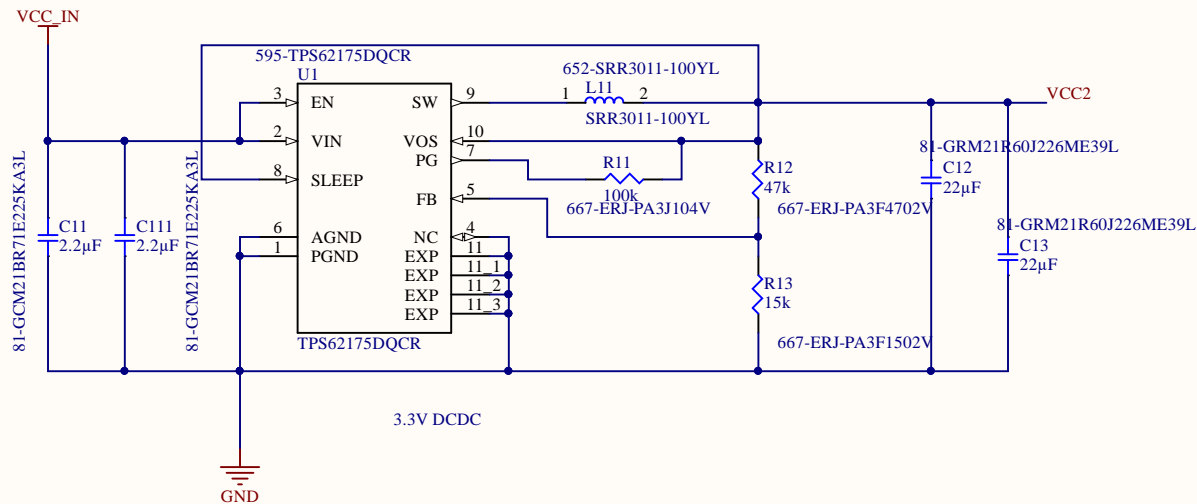 VCC_IN
595-TPS62175DQCR
U1
652-SRR3011-100YL
L11
1
2
SRR3011-100YL
VCC2
3
EN
SW
9
2
VIN
VOS
10
PG
7
8
SLEEP
FB
5
6
AGND
NC
4
1
PGND
EXP
11
EXP
11_1
EXP
11_2
EXP
11_3
TPS62175DQCR
R11
100k
667-ERJ-PA3J104V
R12
47k
667-ERJ-PA3F4702V
R13
15k
667-ERJ-PA3F1502V
81-GRM21R60J226ME39L
C12
22µF
81-GRM21R60J226ME39L
C13
22µF
C11
2.2µF
81-GCM21BR71E225KA3L
C111
2.2µF
81-GCM21BR71E225KA3L
3.3V DCDC
GND